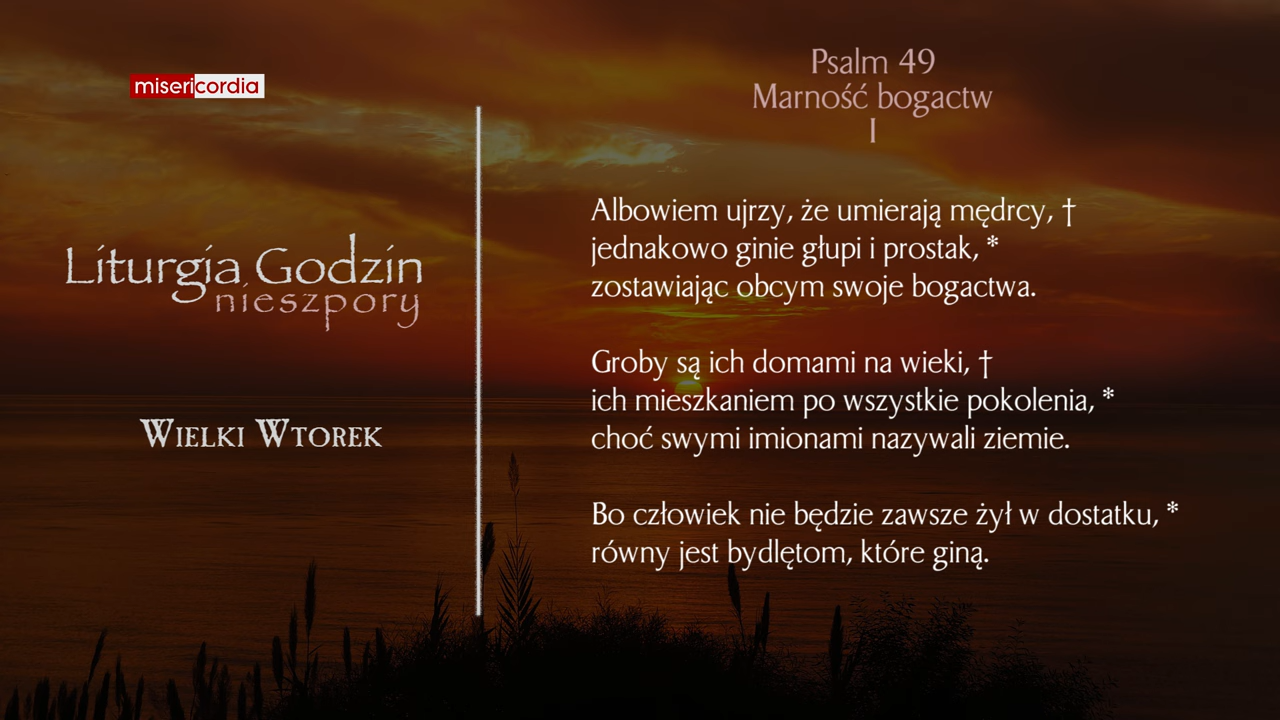 misericordia
Liturgia Godzin
nieszpory
Wielki Wtorek
Psalm 49
Marność bogactw
I
Albowiem ujrzy, że umierają mędrcy, †
jednakowo ginie głupi i prostak, *
zostawiając obcym swoje bogactwa.
Groby są ich domami na wieki, †
ich mieszkaniem po wszystkie pokolenia, *
choć swymi imionami nazywali ziemie.
Bo człowiek nie będzie zawsze żył w dostatku, *
równy jest bydlętom, które giną.